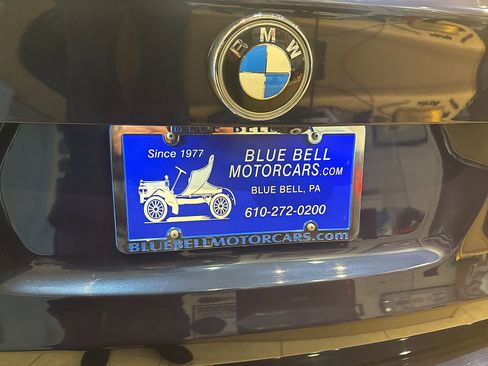 BMW
BLUE BELL
Since 1977
BLUE BELL
MOTORCARS.com
BLUE BELL, PA
610-272-0200
BLUEBELLMOTORCARS.com